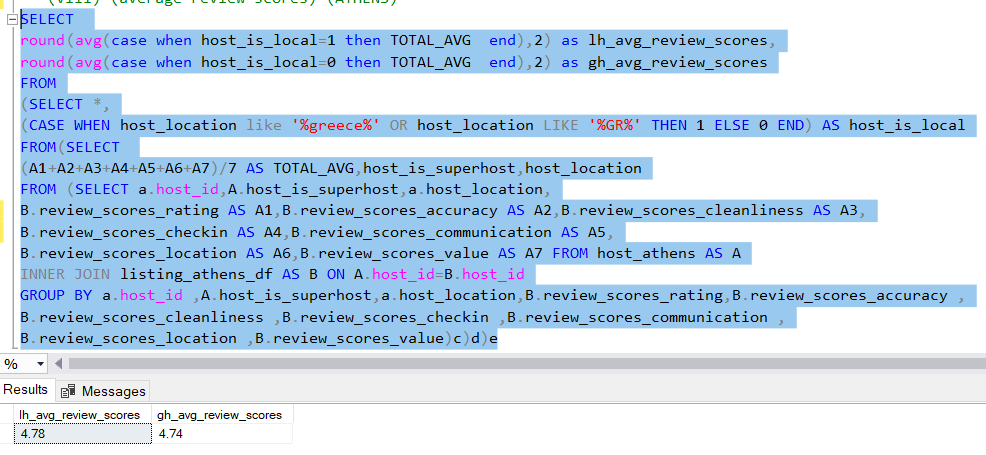 (viii) (average review scores) (ATHENS)
SELECT
round(avg(case when host_is_local=1 then TOTAL_AVG  end),2) as lh_avg_review_scores,
round(avg(case when host_is_local=0 then TOTAL_AVG  end),2) as gh_avg_review_scores
FROM
(SELECT *,
(CASE WHEN host_location like '%greece%' OR host_location LIKE '%GR%' THEN 1 ELSE 0 END) AS host_is_local
FROM(SELECT
(A1+A2+A3+A4+A5+A6+A7)/7 AS TOTAL_AVG,host_is_superhost,host_location
FROM (SELECT a.host_id,A.host_is_superhost,a.host_location,
B.review_scores_rating AS A1,B.review_scores_accuracy AS A2,B.review_scores_cleanliness AS A3,
B.review_scores_checkin AS A4,B.review_scores_communication AS A5,
B.review_scores_location AS A6,B.review_scores_value AS A7 FROM host_athens AS A
INNER JOIN listing_athens_df AS B ON A.host_id=B.host_id
GROUP BY a.host_id ,A.host_is_superhost,a.host_location,B.review_scores_rating,B.review_scores_accuracy ,
B.review_scores_cleanliness ,B.review_scores_checkin ,B.review_scores_communication ,
B.review_scores_location ,B.review_scores_value)c)d)e
%
Results Messages
lh_avg_review_scores gh_avg_review_scores
4.78 4.74